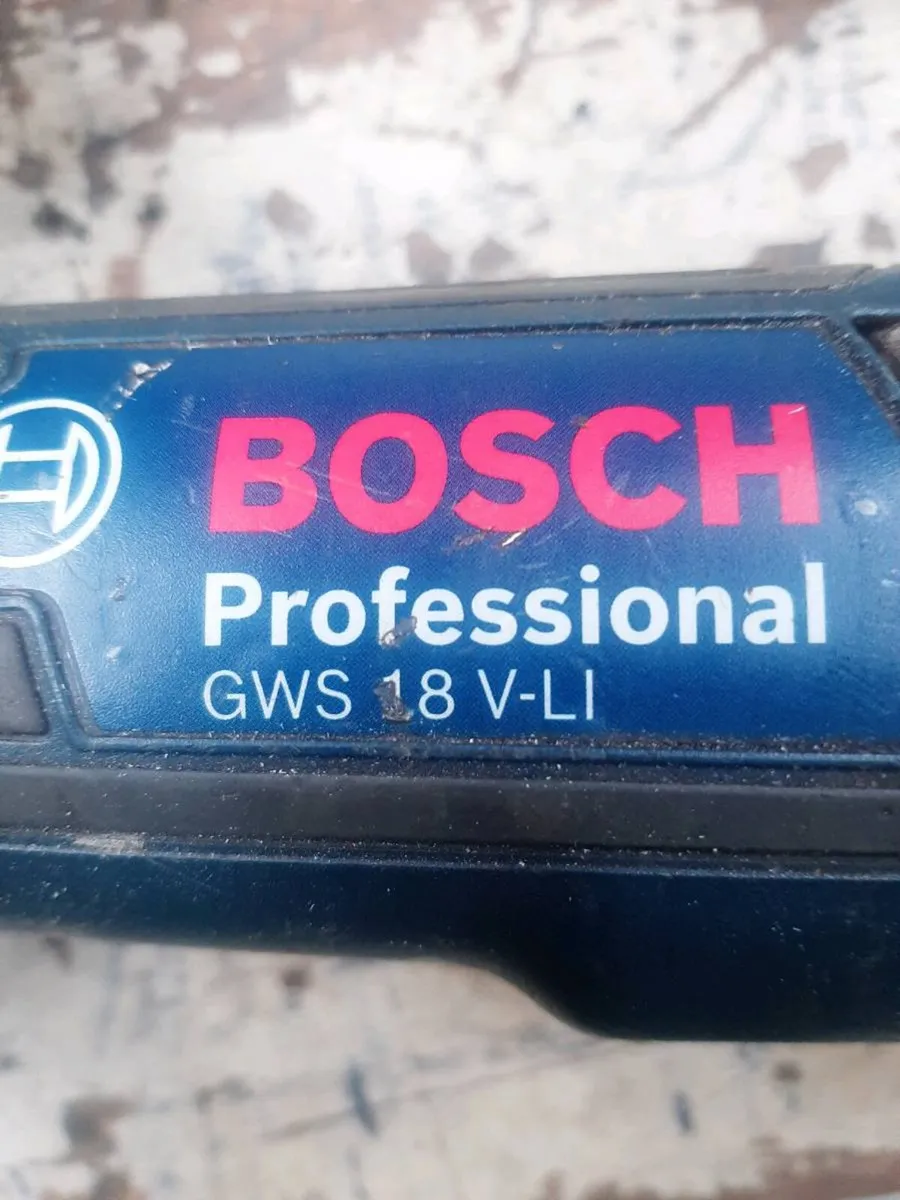 BOSCH
Professional
GWS 18 V-LI